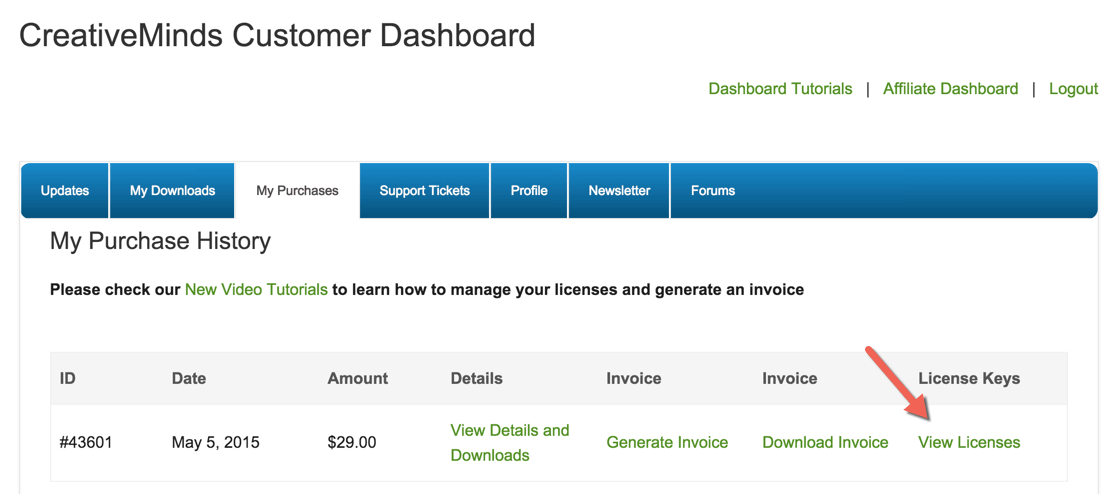 CreativeMinds Customer Dashboard
Dashboard Tutorials | Affiliate Dashboard | Logout
Updates My Downloads My Purchases Support Tickets Profile Newsletter Forums
My Purchase History
Please check our New Video Tutorials to learn how to manage your licenses and generate an invoice
ID Date Amount Details Invoice Invoice License Keys
#43601 May 5, 2015 $29.00 View Details and Generate Invoice Download Invoice View Licenses
Downloads